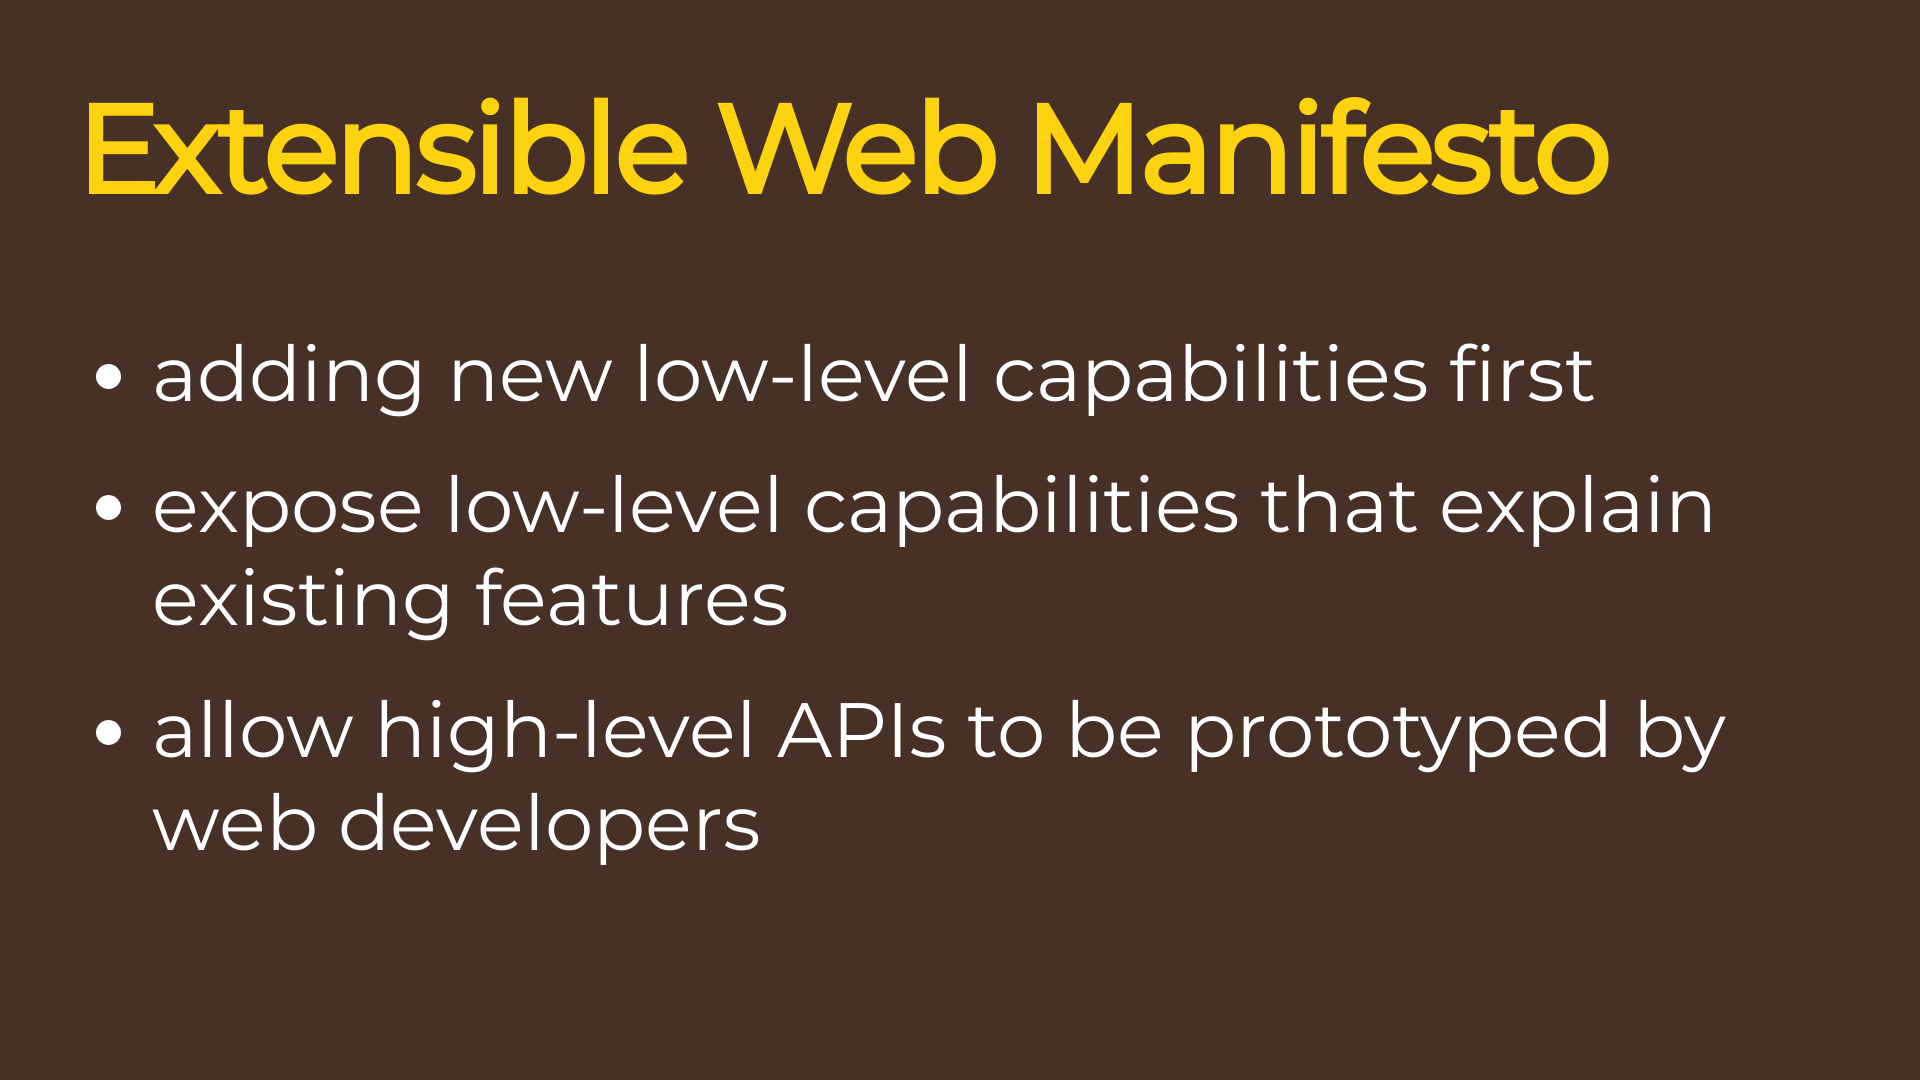 Extensible Web Manifesto
• adding new low-level capabilities first
• expose low-level capabilities that explain
existing features
• allow high-level APIs to be prototyped by
web developers